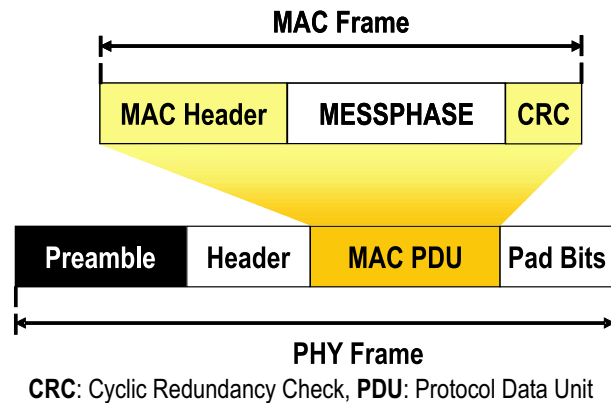 MAC Frame
MAC Header MESSPHASE CRC
Preamble Header MAC PDU Pad Bits
PHY Frame
CRC: Cyclic Redundancy Check, PDU: Protocol Data Unit